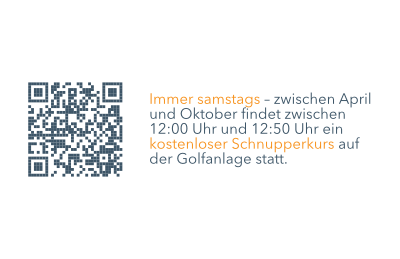 Immer samstags – zwischen April
und Oktober findet zwischen
12:00 Uhr und 12:50 Uhr ein
kostenloser Schnupperkurs auf
der Golfanlage statt.